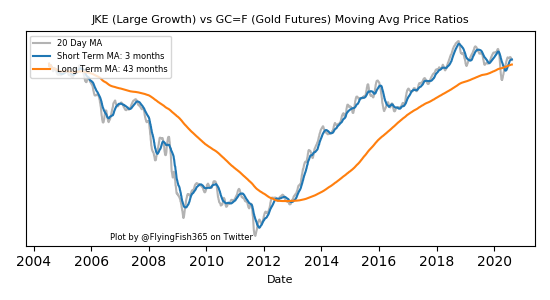 JKE (Large Growth) vs GC=F (Gold Futures) Moving Avg Price Ratios
20 Day MA
Short Term MA: 3 months
Long Term MA: 43 months
Plot by @FlyingFish365 on Twitter
2004 2006 2008 2010 2012 2014 2016 2018 2020
Date